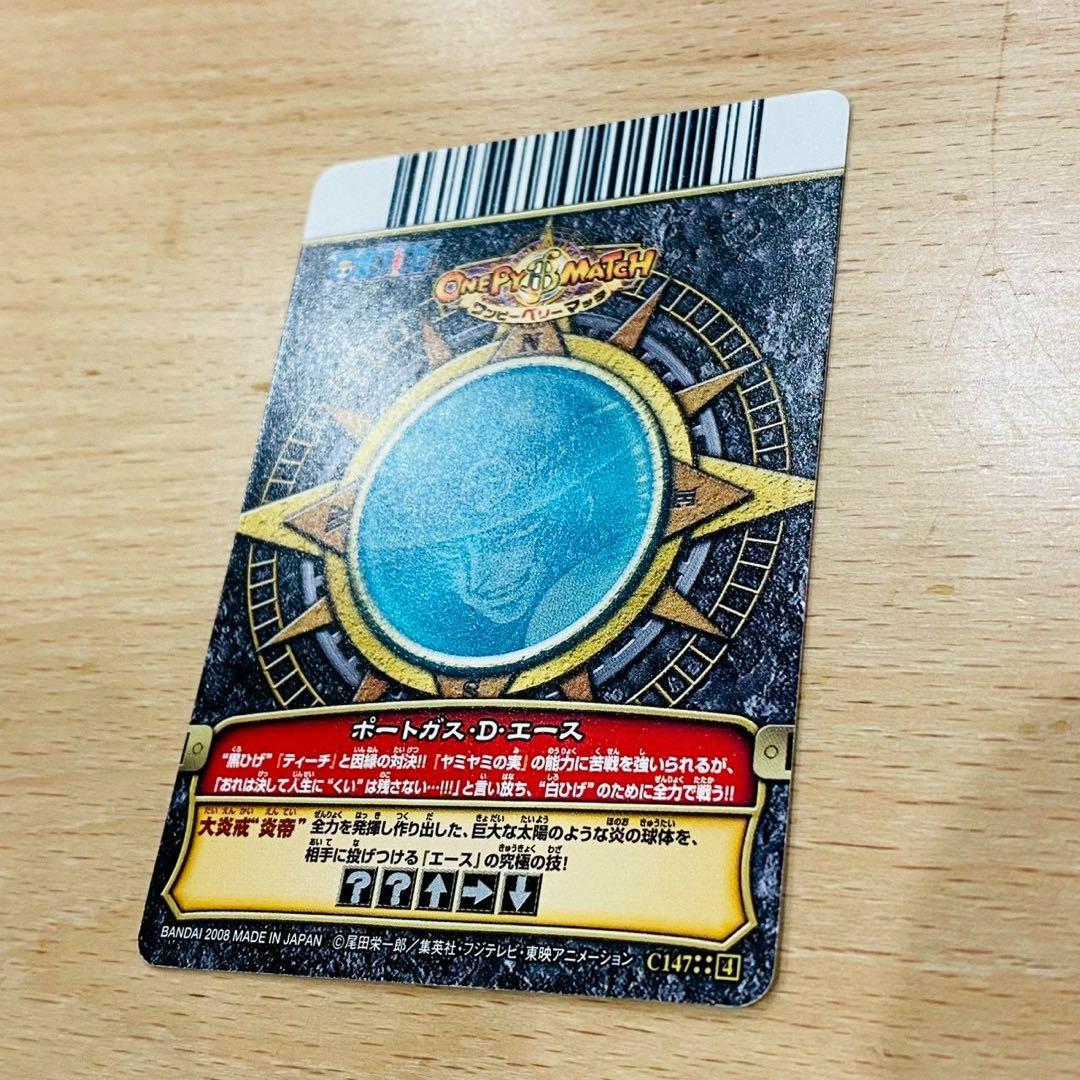 ONEPY BERRY MATCH
ワンピーベリーマッチ
N
E
S
ポートガス・D・エース
“黒ひげ”「ティーチ」と因縁の対決!!「ヤミヤミの実」の能力に苦戦を強いられるが、
「おれは決して人生に“くい”は残さない…!!!」と言い放ち、“白ひげ”のために全力で戦う!!
大炎戒“炎帝” 全力を発揮し作り出した、巨大な太陽のような炎の球体を、
相手に投げつける「エース」の究極の技!
??↑→↓
BANDAI 2008 MADE IN JAPAN ©尾田栄一郎／集英社・フジテレビ・東映アニメーション
C147 4